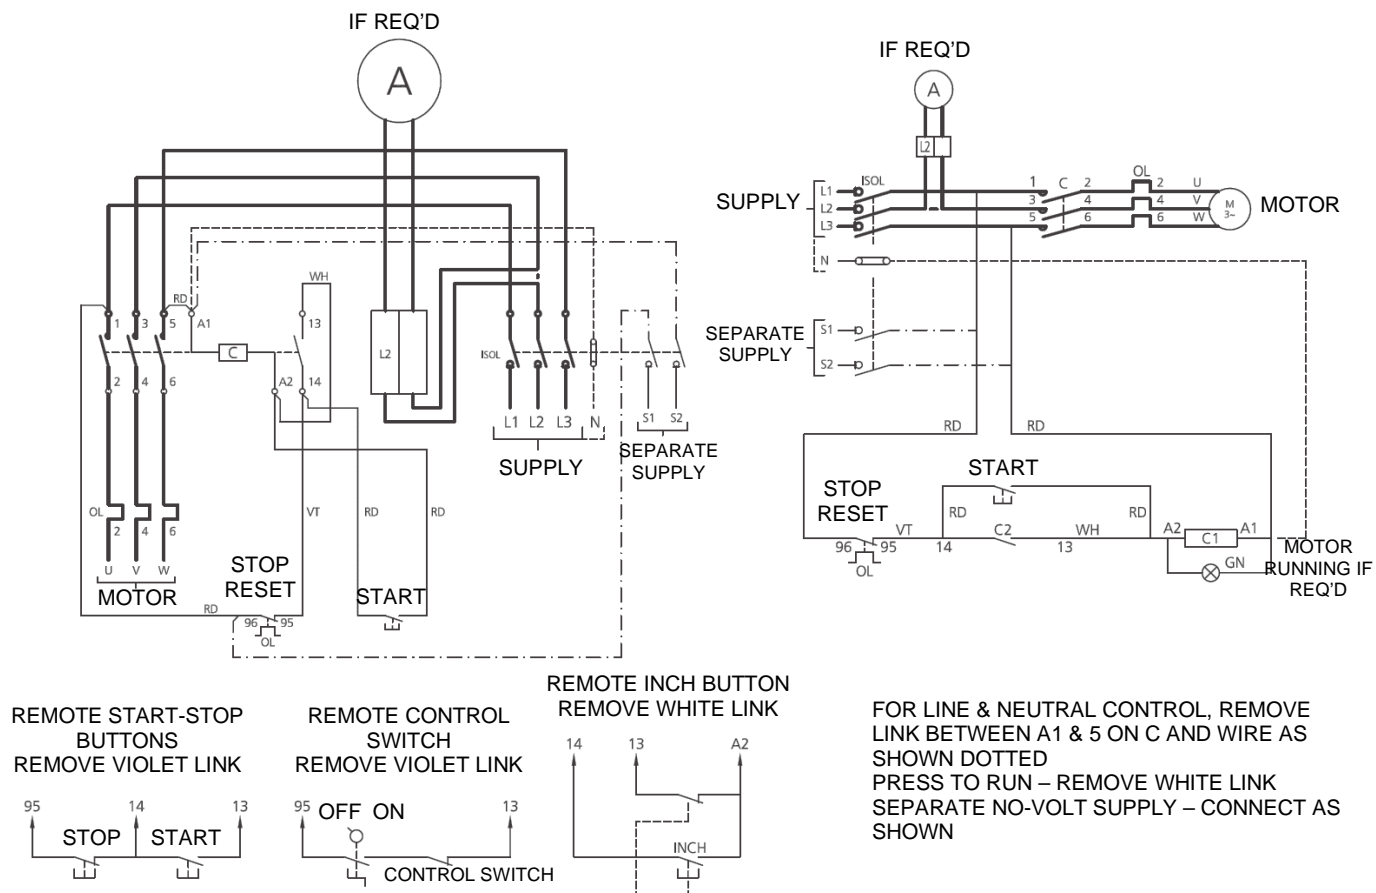 IF REQ'D
A
WH
RD
1
3
5
A1
13
C
L2
ISOL
2
4
6
A2
14
L1
L2
L3
N
S1
S2
SUPPLY
SEPARATE
SUPPLY
OL
2
4
6
VT
RD
RD
U
V
W
MOTOR
STOP
RESET
START
RD
96
95
OL
IF REQ'D
A
L2
SUPPLY
L1
L2
L3
N
ISOL
1
3
5
C
2
4
6
OL
2
4
6
U
V
W
M
3~
MOTOR
SEPARATE
SUPPLY
S1
S2
RD
RD
START
STOP
RESET
RD
RD
VT
C2
WH
A2
C1
A1
96
95
14
13
OL
GN
MOTOR
RUNNING IF
REQ'D
REMOTE START-STOP
BUTTONS
REMOVE VIOLET LINK
95
14
13
STOP
START
REMOTE CONTROL
SWITCH
REMOVE VIOLET LINK
95
13
OFF ON
CONTROL SWITCH
REMOTE INCH BUTTON
REMOVE WHITE LINK
14
13
A2
INCH
FOR LINE & NEUTRAL CONTROL, REMOVE
LINK BETWEEN A1 & 5 ON C AND WIRE AS
SHOWN DOTTED
PRESS TO RUN – REMOVE WHITE LINK
SEPARATE NO-VOLT SUPPLY – CONNECT AS
SHOWN